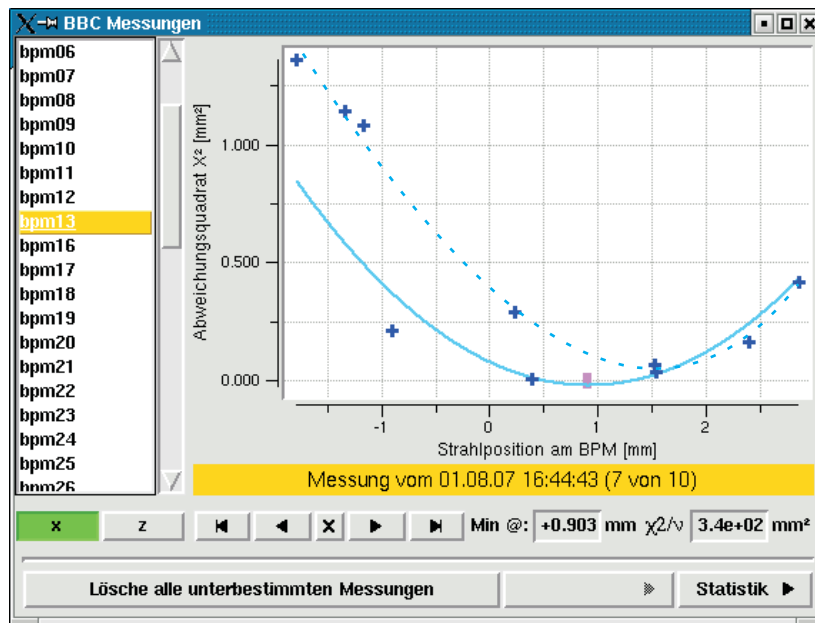 BBC Messungen
bpm06
bpm07
bpm08
bpm09
bpm10
bpm11
bpm12
bpm13
bpm16
bpm17
bpm18
bpm19
bpm20
bpm21
bpm22
bpm23
bpm24
bpm25
bpm26
Abweichungsquadrat X² [mm²]
1.000
0.500
0.000
-1 0 1 2
Strahlposition am BPM [mm]
Messung vom 01.08.07 16:44:43 (7 von 10)
x z X Min @: +0.903 mm χ2/ν 3.4e+02 mm²
Lösche alle unterbestimmten Messungen Statistik